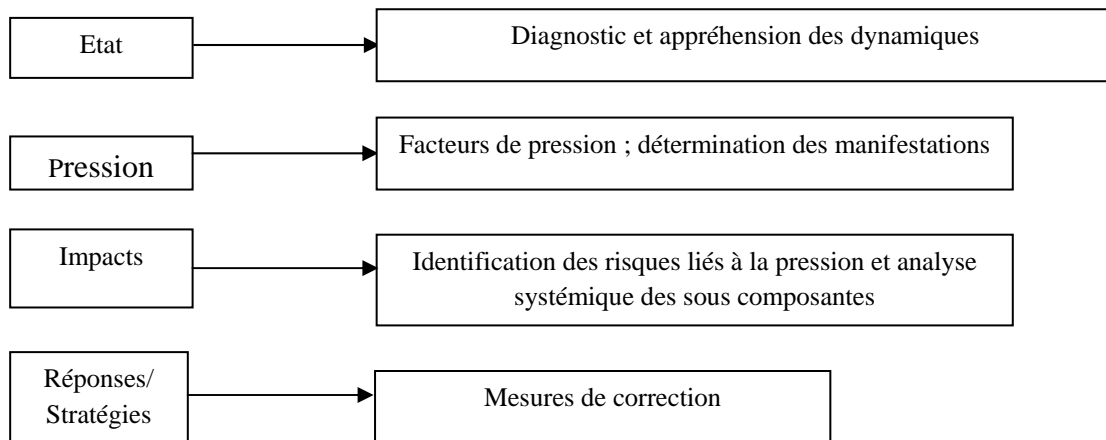 Etat
Diagnostic et appréhension des dynamiques
Pression
Facteurs de pression ; détermination des manifestations
Impacts
Identification des risques liés à la pression et analyse
systémique des sous composantes
Réponses/
Stratégies
Mesures de correction